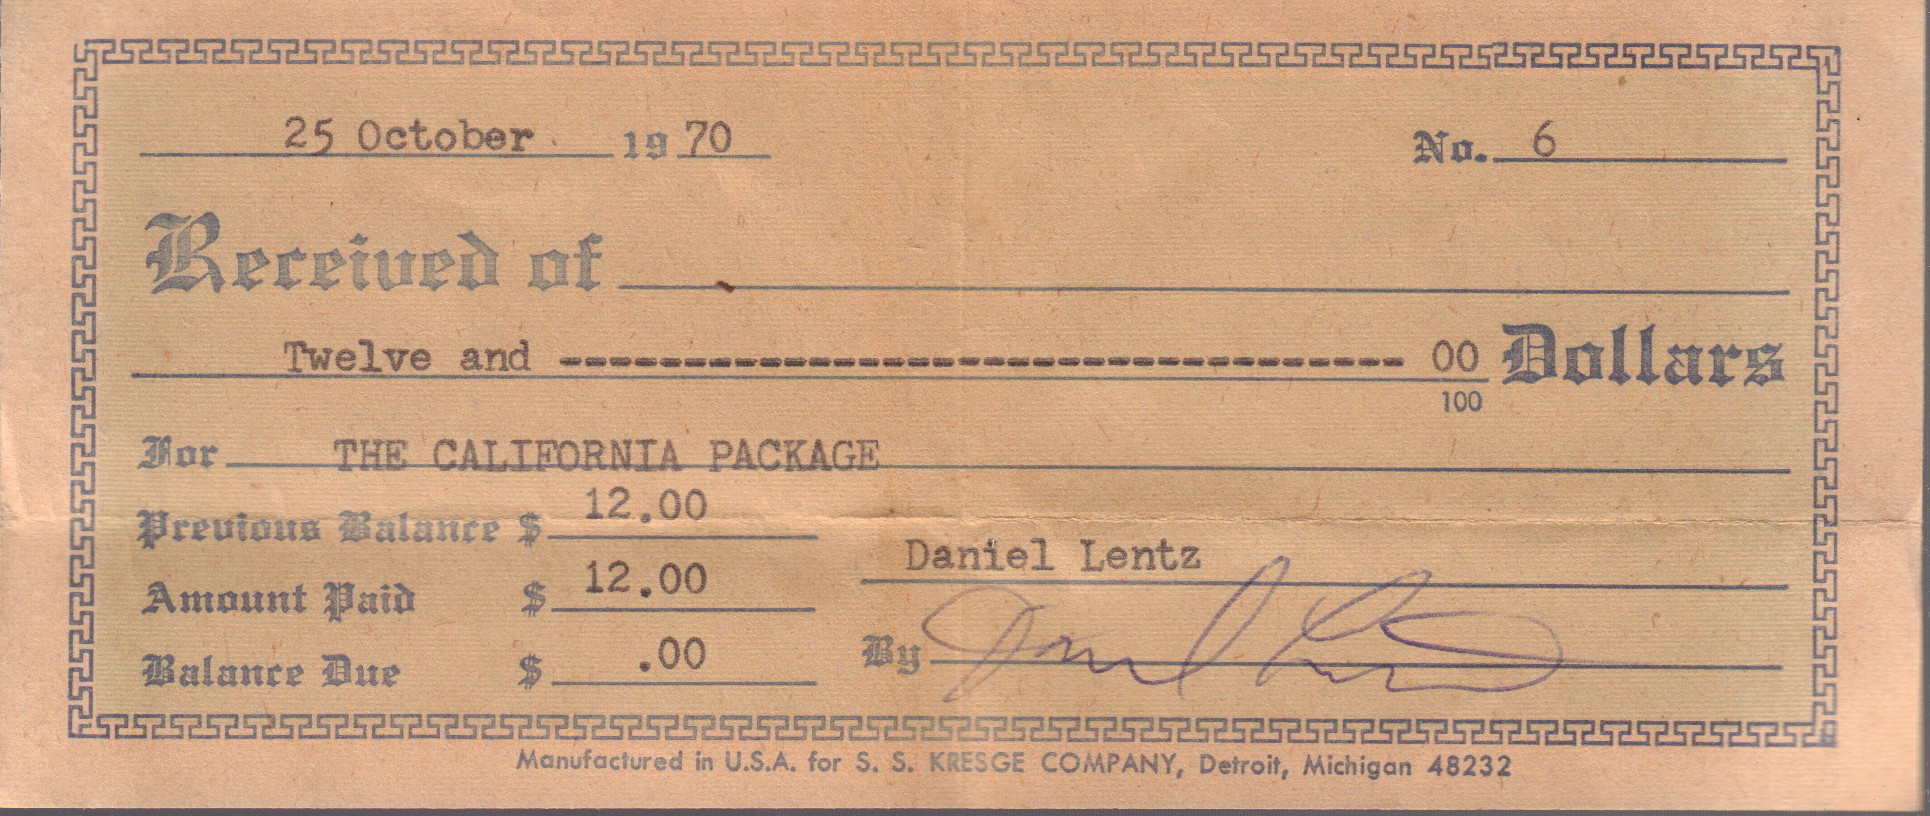 25 October 1970 No. 6
Received of
Twelve and ---------------------------------- 00 Dollars
100
For THE CALIFORNIA PACKAGE
Previous Balance $ 12.00
Daniel Lentz
Amount Paid $ 12.00
Balance Due $ .00
By Daniel Lentz
Manufactured in U.S.A. for S. S. KRESGE COMPANY, Detroit, Michigan 48232